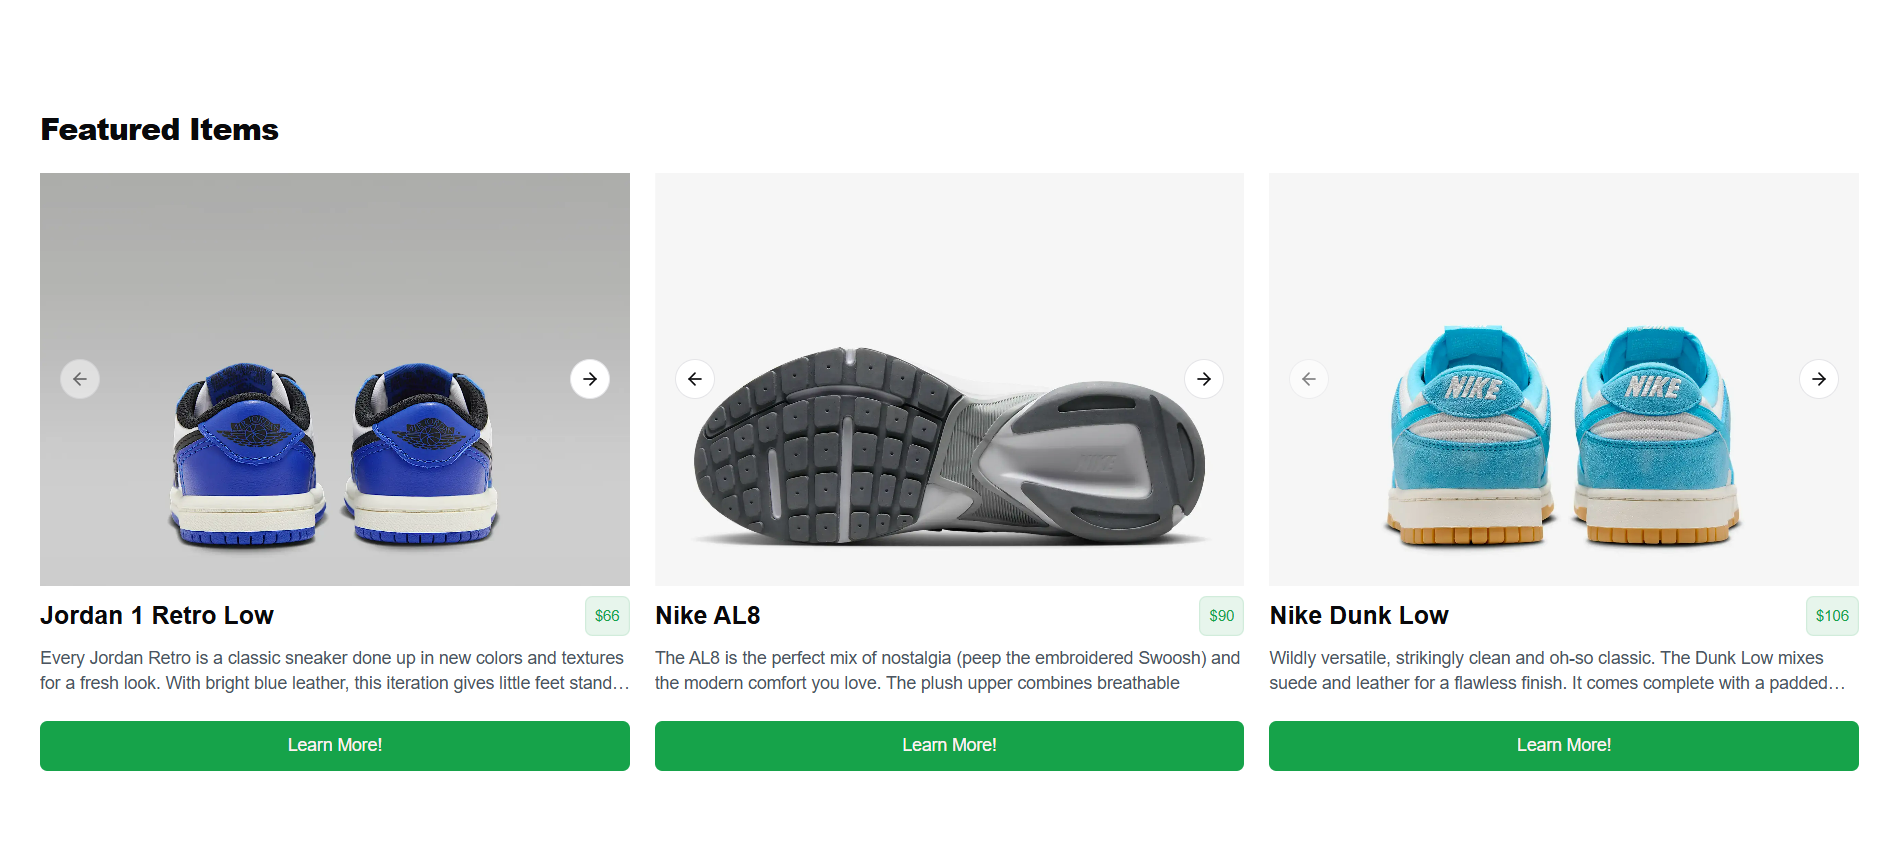 Featured Items
NIKE
NIKE
Jordan 1 Retro Low
$66
Every Jordan Retro is a classic sneaker done up in new colors and textures
for a fresh look. With bright blue leather, this iteration gives little feet stand…
Learn More!
Nike AL8
$90
The AL8 is the perfect mix of nostalgia (peep the embroidered Swoosh) and
the modern comfort you love. The plush upper combines breathable
Learn More!
Nike Dunk Low
$106
Wildly versatile, strikingly clean and oh-so classic. The Dunk Low mixes
suede and leather for a flawless finish. It comes complete with a padded…
Learn More!